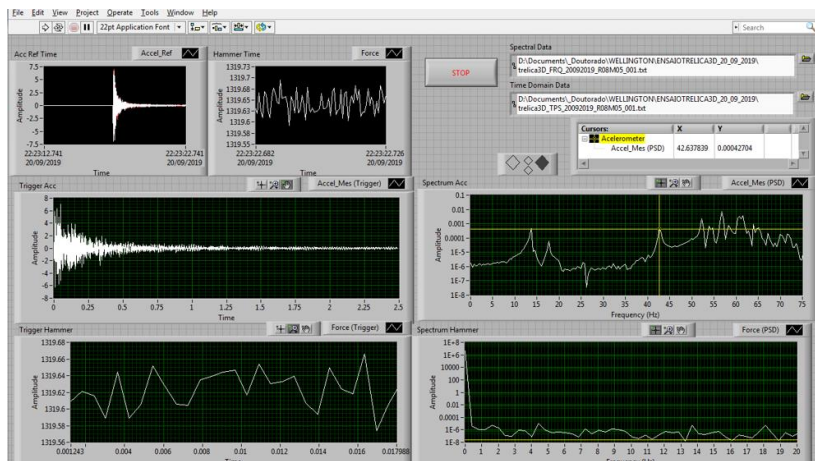 File Edit View Project Operate Tools Window Help
22pt Application Font
Search
Acc Ref Time
Accel_Ref
7.5
5
2.5
0
-2.5
-5
-7.5
Amplitude
22:23:12.741
20/09/2019
22:23:22.741
20/09/2019
Time
Hammer Time
Force
1319.73
1319.7
1319.68
1319.65
1319.63
1319.6
1319.58
1319.55
Amplitude
22:23:22.682
20/09/2019
22:23:22.726
20/09/2019
Time
STOP
Spectral Data
D:\Documents\_Doutorado\WELLINGTON\ENSAIOTRELICA3D_20_09_2019\
trelica3D_FRQ_20092019_R08M05_001.txt
Time Domain Data
D:\Documents\_Doutorado\WELLINGTON\ENSAIOTRELICA3D_20_09_2019\
trelica3D_TPS_20092019_R08M05_001.txt
Cursors: X Y
Acelerometer
Accel_Mes (PSD) 42.637839 0.00042704
Trigger Acc
Accel_Mes (Trigger)
8
6
4
2
0
-2
-4
-6
-8
Amplitude
0 0.25 0.5 0.75 1 1.25 1.5 1.75 2 2.25 2.5
Time
Spectrum Acc
Accel_Mes (PSD)
0.1
0.01
0.001
0.0001
1E-5
1E-6
1E-7
1E-8
Amplitude
0 5 10 15 20 25 30 35 40 45 50 55 60 65 70 75
Frequency (Hz)
Trigger Hammer
Force (Trigger)
1319.68
1319.66
1319.64
1319.62
1319.6
1319.58
1319.56
Amplitude
0.001243 0.004 0.006 0.008 0.01 0.012 0.014 0.016 0.017988
Time
Spectrum Hammer
Force (PSD)
1E+8
1E+6
10000
100
1
0.01
0.0001
1E-6
1E-8
Amplitude
0 1 2 3 4 5 6 7 8 9 10 11 12 13 14 15 16 17 18 19 20
Frequency (Hz)